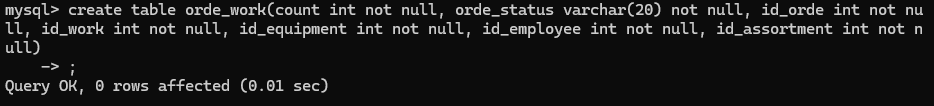 mysql> create table orde_work(count int not null, orde_status varchar(20) not null, id_orde int not nu
ll, id_work int not null, id_equipment int not null, id_employee int not null, id_assortment int not n
ull)
    -> ;
Query OK, 0 rows affected (0.01 sec)